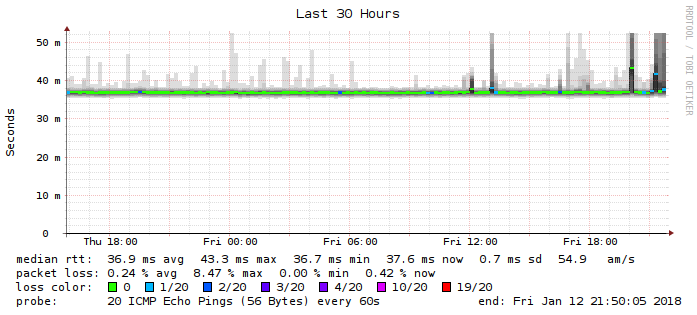 Last 30 Hours
RRDTOOL / TOBI OETIKER
Seconds
50 m
40 m
30 m
20 m
10 m
0
Thu 18:00 Fri 00:00 Fri 06:00 Fri 12:00 Fri 18:00
median rtt: 36.9 ms avg 43.3 ms max 36.7 ms min 37.6 ms now 0.7 ms sd 54.9 am/s
packet loss: 0.24 % avg 8.47 % max 0.00 % min 0.42 % now
loss color: 0 1/20 2/20 3/20 4/20 10/20 19/20
probe: 20 ICMP Echo Pings (56 Bytes) every 60s end: Fri Jan 12 21:50:05 2018